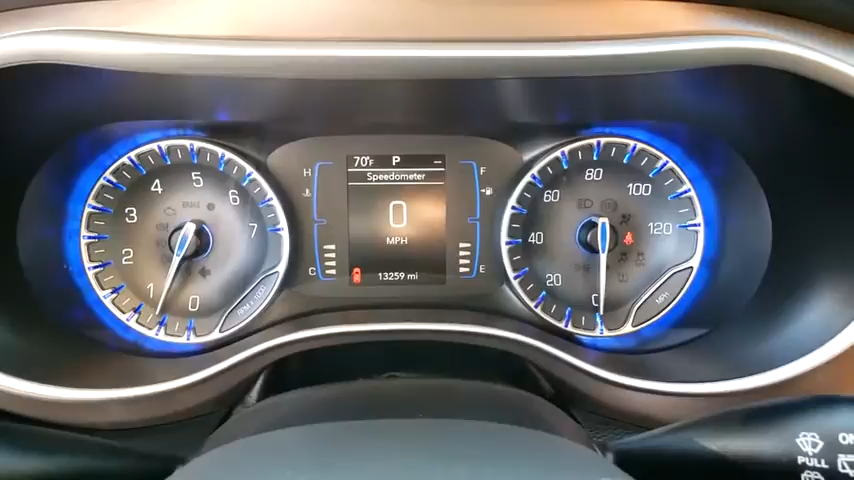 70°F P --
Speedometer
0
MPH
13259 mi
H
C
F
E
0
1
2
3
4
5
6
7
RPM x 1000
BRAKE
0
20
40
60
80
100
120
MPH
PULL
ON